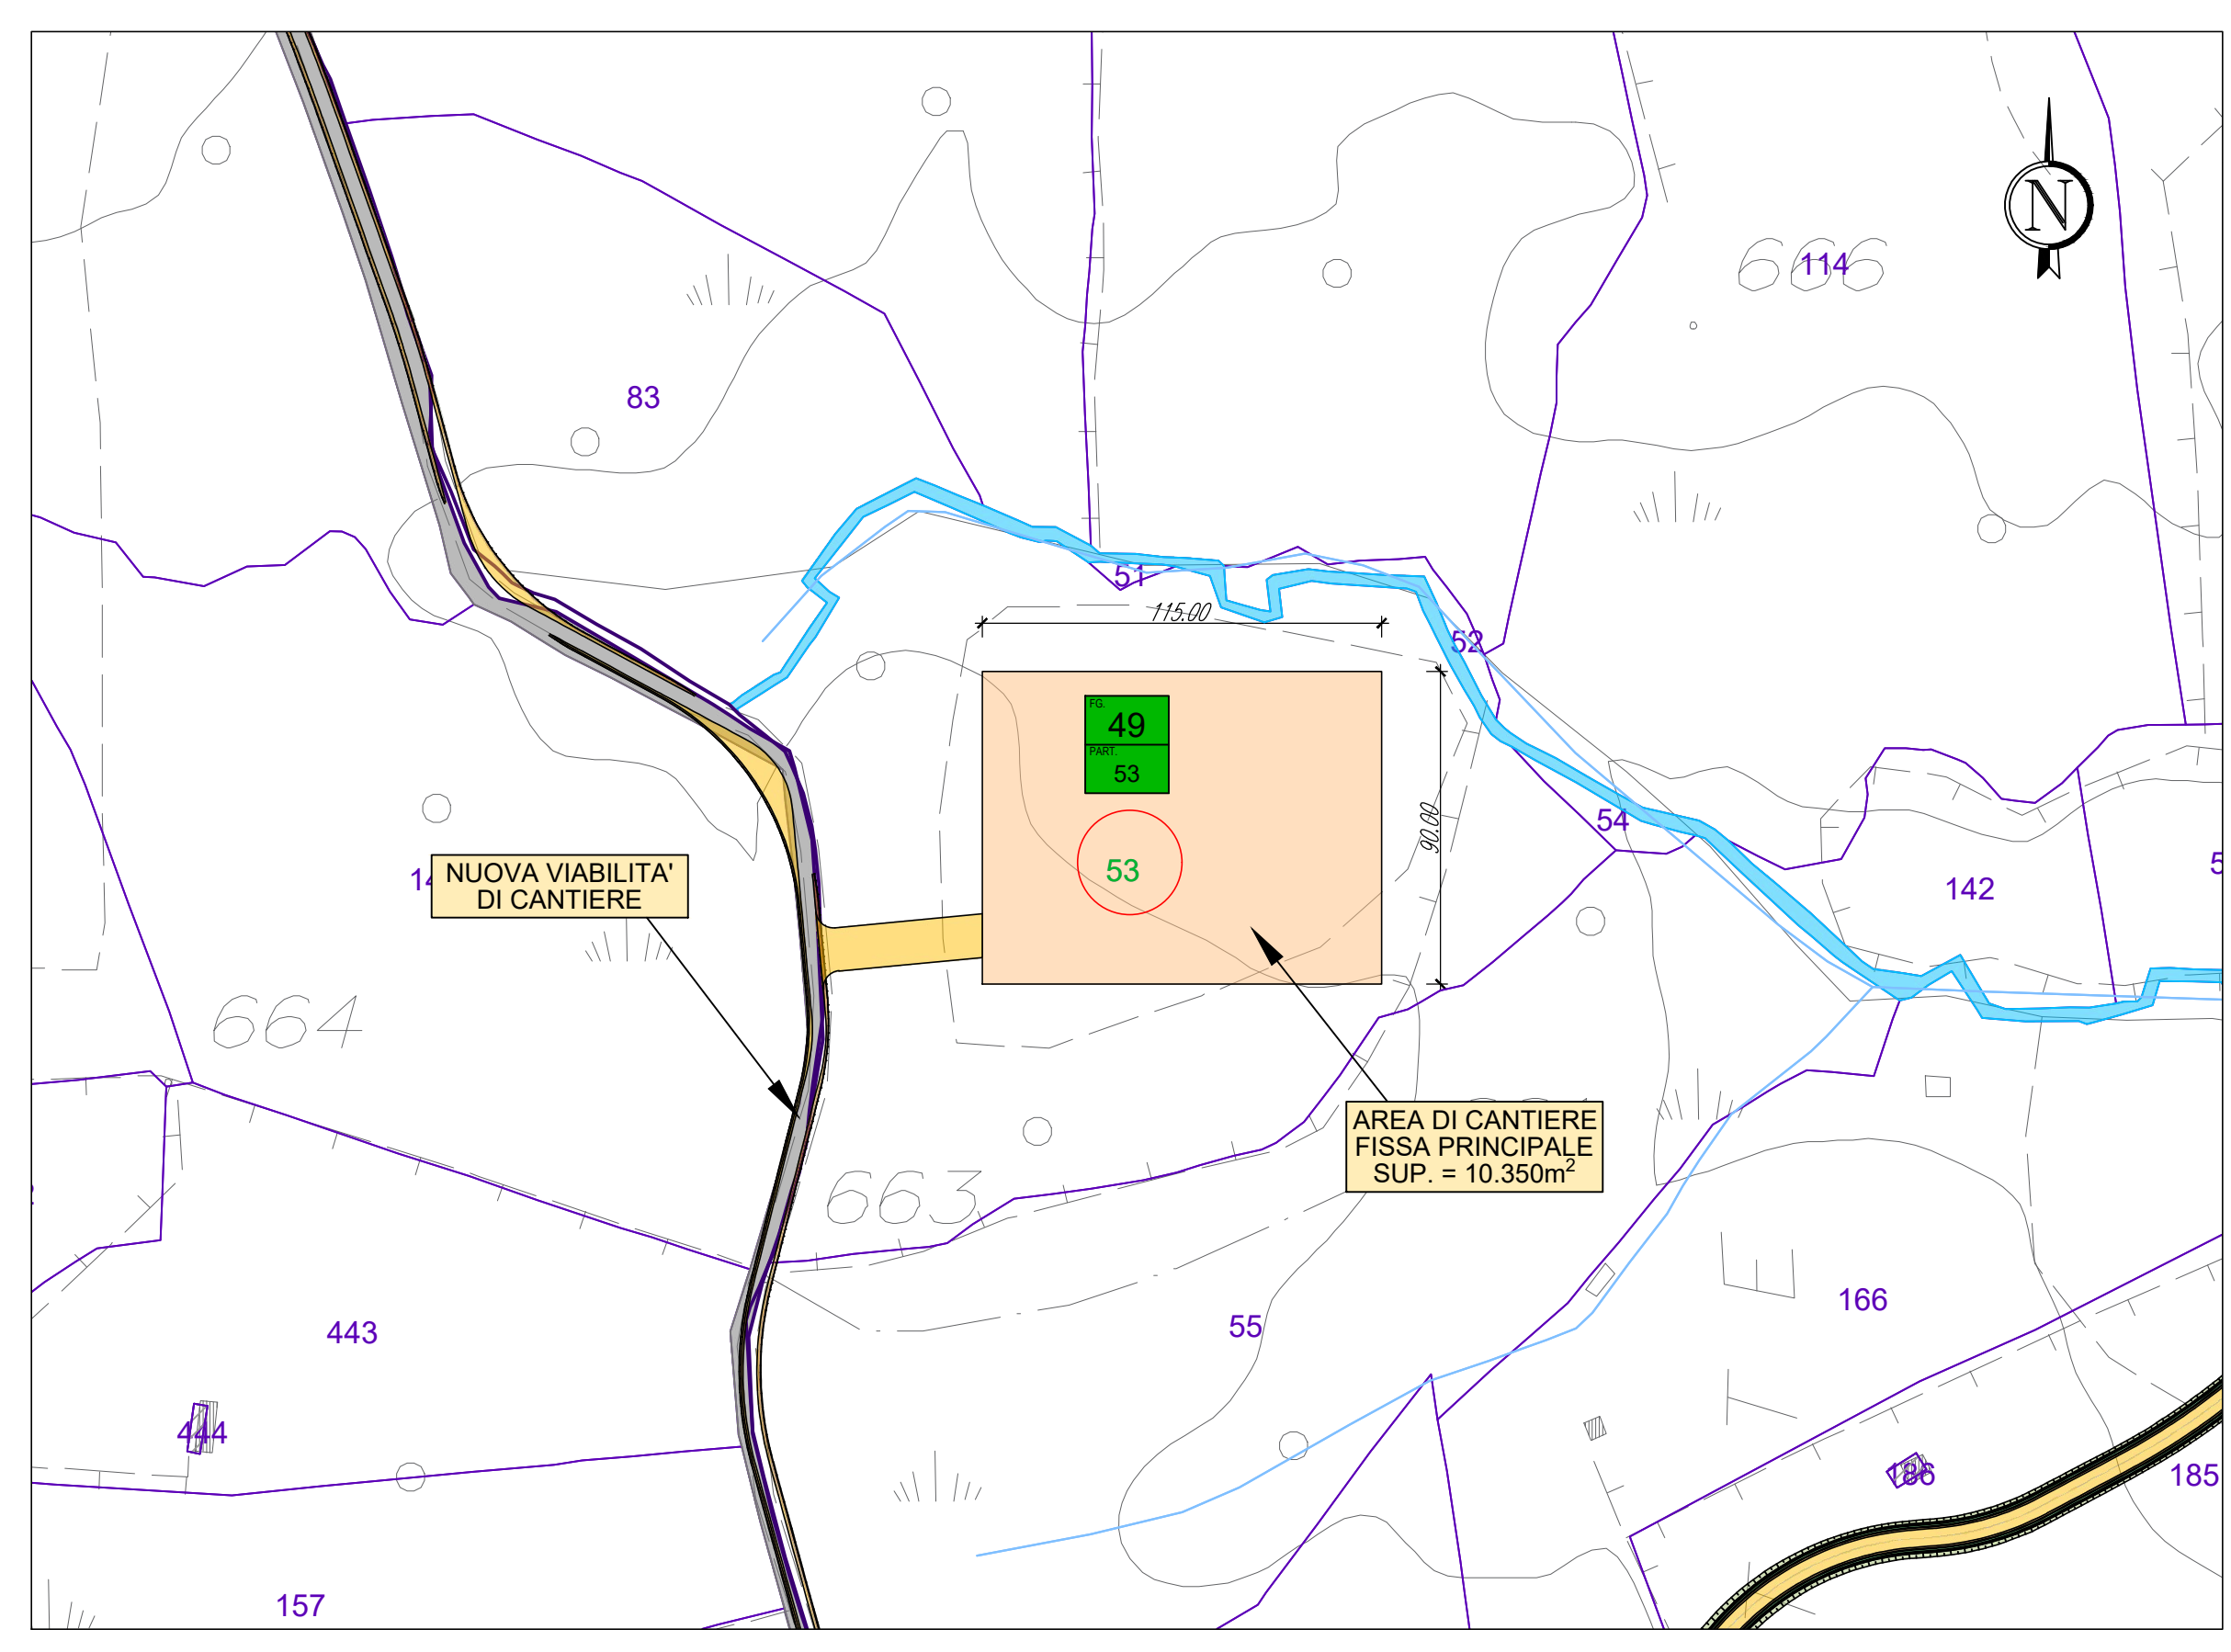 N
666
114
83
51
115.00
52
FG.
49
PART.
53
54
90.00
53
NUOVA VIABILITA'
DI CANTIERE
142
664
AREA DI CANTIERE
FISSA PRINCIPALE
SUP. = 10.350m²
663
166
55
443
444
186
185
157